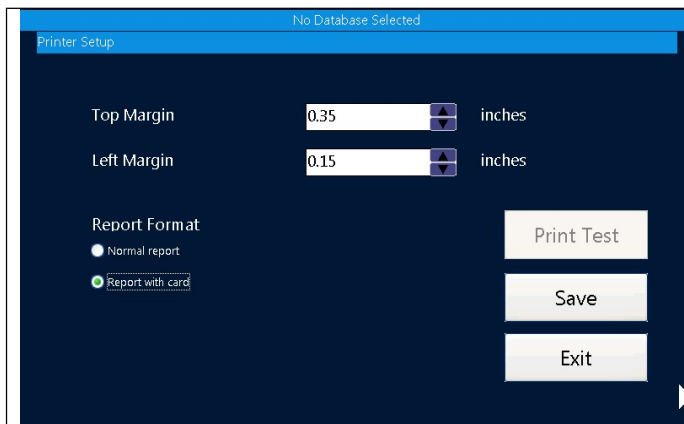 No Database Selected
Printer Setup
Top Margin 0.35 inches
Left Margin 0.15 inches
Report Format
Normal report
Report with card
Print Test
Save
Exit